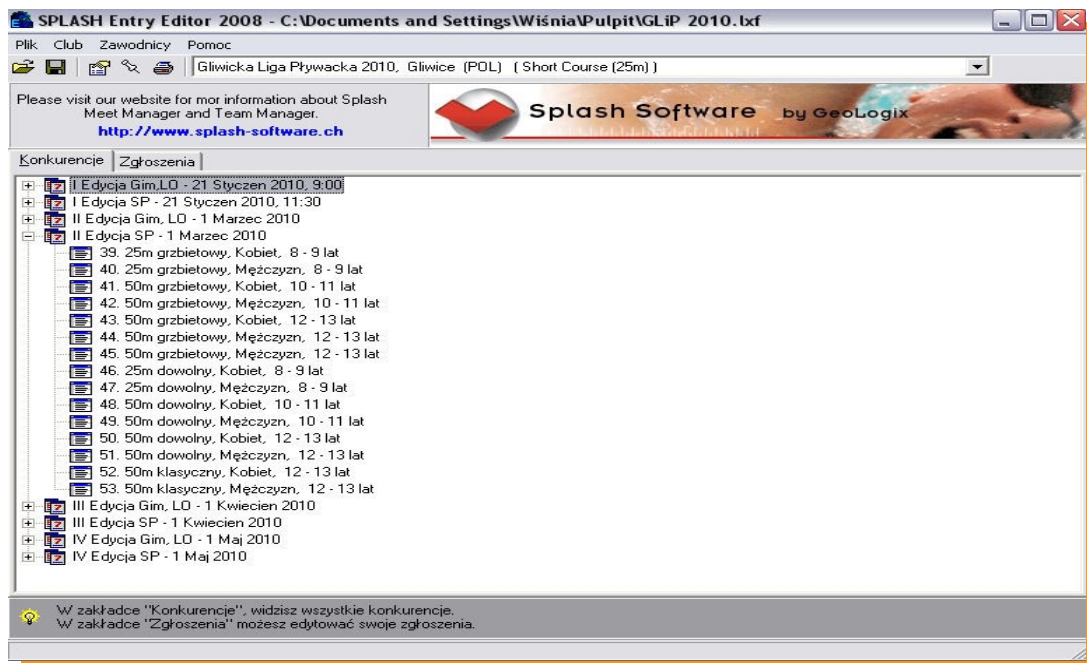 SPLASH Entry Editor 2008 - C:\Documents and Settings\Wiśnia\Pulpit\GLiP 2010.lxf
Plik Club Zawodnicy Pomoc
Gliwicka Liga Pływacka 2010, Gliwice (POL) ( Short Course (25m) )
Please visit our website for mor information about Splash
Meet Manager and Team Manager.
http://www.splash-software.ch
Splash Software by GeoLogix
Konkurencje Zgłoszenia
I Edycja Gim,LO - 21 Styczen 2010, 9:00
I Edycja SP - 21 Styczen 2010, 11:30
II Edycja Gim, LO - 1 Marzec 2010
II Edycja SP - 1 Marzec 2010
39. 25m grzbietowy, Kobiet, 8 - 9 lat
40. 25m grzbietowy, Mężczyzn, 8 - 9 lat
41. 50m grzbietowy, Kobiet, 10 - 11 lat
42. 50m grzbietowy, Mężczyzn, 10 - 11 lat
43. 50m grzbietowy, Kobiet, 12 - 13 lat
44. 50m grzbietowy, Mężczyzn, 12 - 13 lat
45. 50m grzbietowy, Mężczyzn, 12 - 13 lat
46. 25m dowolny, Kobiet, 8 - 9 lat
47. 25m dowolny, Mężczyzn, 8 - 9 lat
48. 50m dowolny, Kobiet, 10 - 11 lat
49. 50m dowolny, Mężczyzn, 10 - 11 lat
50. 50m dowolny, Kobiet, 12 - 13 lat
51. 50m dowolny, Mężczyzn, 12 - 13 lat
52. 50m klasyczny, Kobiet, 12 - 13 lat
53. 50m klasyczny, Mężczyzn, 12 - 13 lat
III Edycja Gim, LO - 1 Kwiecien 2010
III Edycja SP - 1 Kwiecien 2010
IV Edycja Gim, LO - 1 Maj 2010
IV Edycja SP - 1 Maj 2010
W zakładce "Konkurencje", widzisz wszystkie konkurencje.
W zakładce "Zgłoszenia" możesz edytować swoje zgłoszenia.